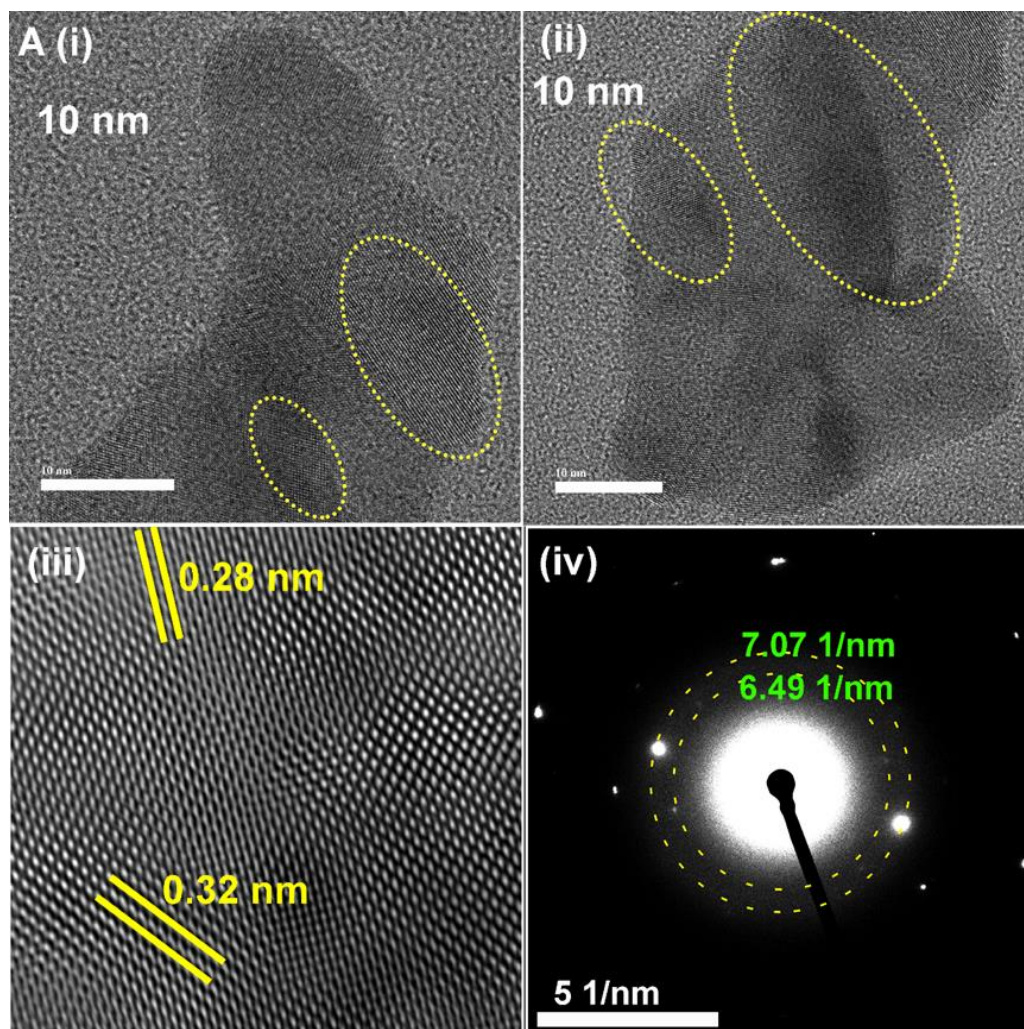 A (i)
10 nm
10 nm
(ii)
10 nm
10 nm
(iii)
0.28 nm
0.32 nm
(iv)
7.07 1/nm
6.49 1/nm
5 1/nm